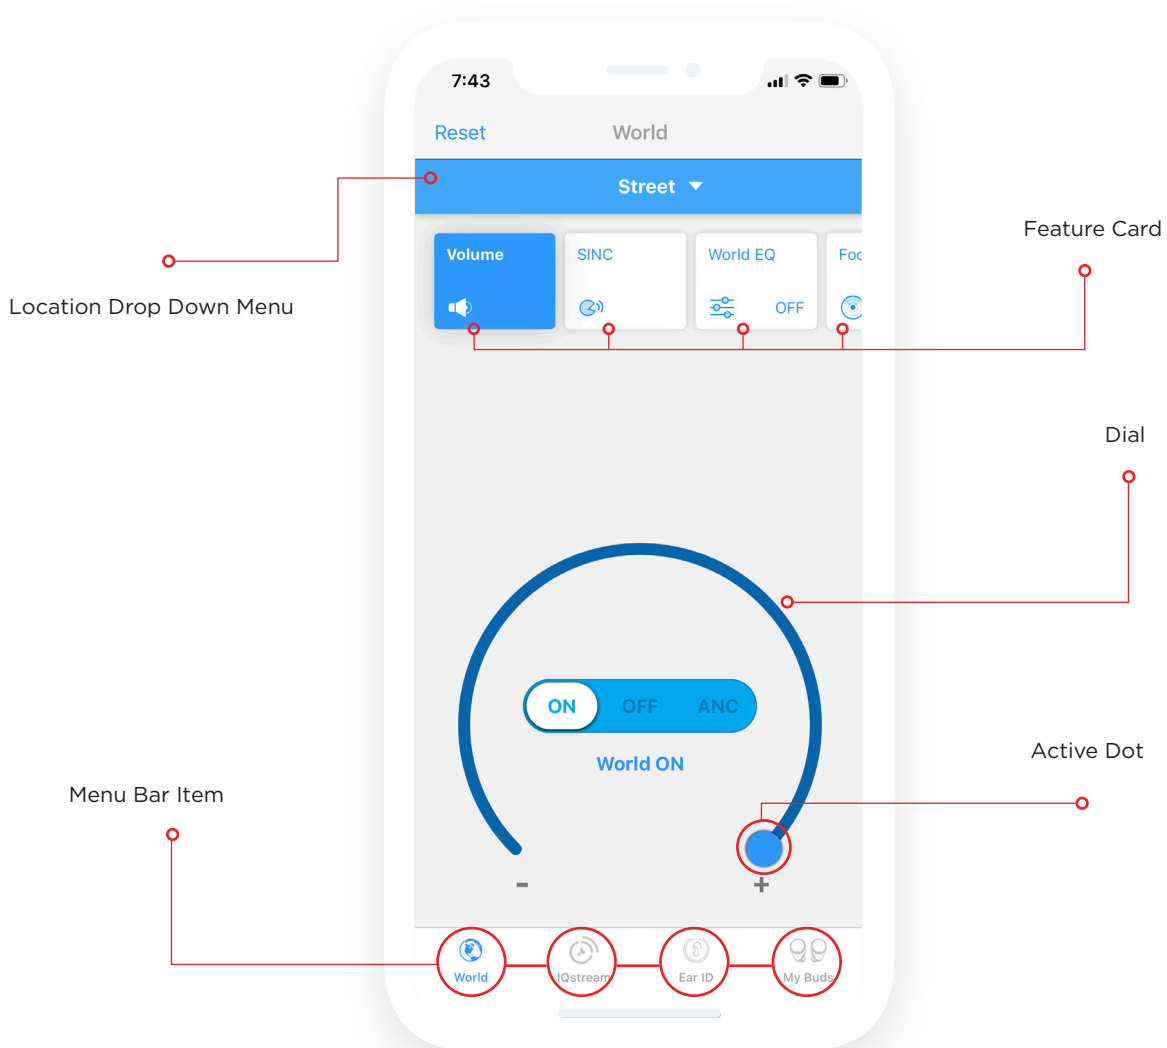 7:43
Reset World
Street
Volume SINC World EQ Foc
OFF
Feature Card
Location Drop Down Menu
Dial
ON OFF ANC
World ON
Active Dot
Menu Bar Item
- +
World IQstream Ear ID My Buds